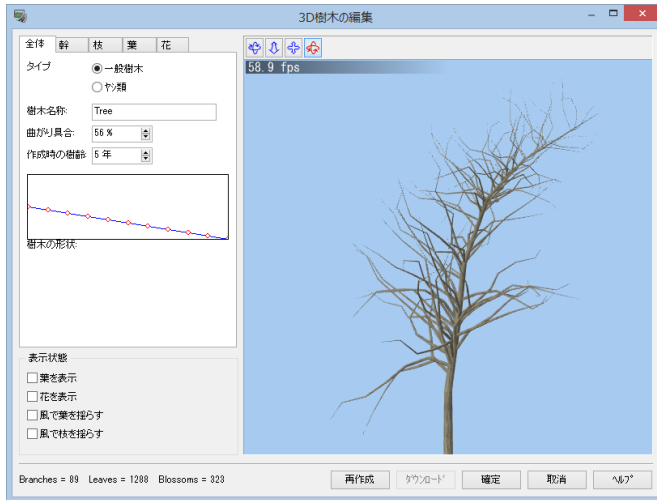 3D樹木の編集
全体 幹 枝 葉 花
タイプ
一般樹木
ヤシ類
樹木名称: Tree
曲がり具合: 56 %
作成時の樹齢: 5 年
樹木の形状:
表示状態
葉を表示
花を表示
風で葉を揺らす
風で枝を揺らす
58.9 fps
Branches = 89 Leaves = 1288 Blossoms = 323
再作成 ダウンロード 確定 取消 ヘルプ